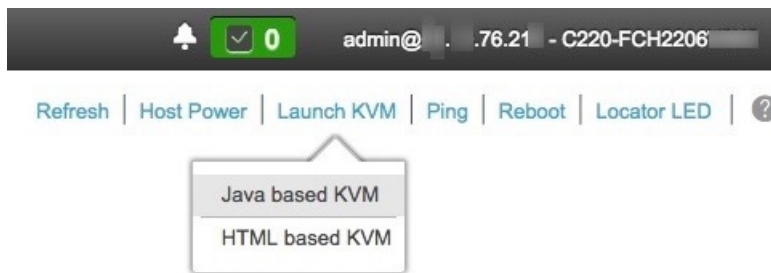 0 admin@ . .76.21 - C220-FCH2206
Refresh | Host Power | Launch KVM | Ping | Reboot | Locator LED | ?
Java based KVM
HTML based KVM